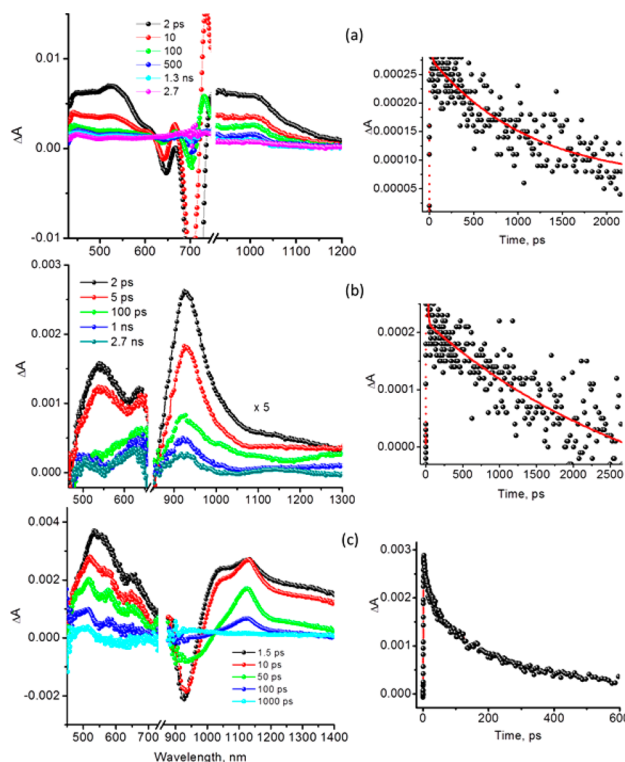 (a)
2 ps
10
100
500
1.3 ns
2.7
ΔA
0.01
0.00
-0.01
500 600 700 1000 1100 1200
ΔA
0.00025
0.00020
0.00015
0.00010
0.00005
0 500 1000 1500 2000
Time, ps
(b)
2 ps
5 ps
100 ps
1 ns
2.7 ns
x 5
ΔA
0.003
0.002
0.001
0.000
500 600 900 1000 1100 1200 1300
ΔA
0.0002
0.0001
0.0000
0 500 1000 1500 2000 2500
Time, ps
(c)
ΔA
0.004
0.002
0.000
-0.002
1.5 ps
10 ps
50 ps
100 ps
1000 ps
450 500 600 700 900 1000 1100 1200 1300 1400
Wavelength, nm
ΔA
0.003
0.002
0.001
0.000
0 200 400 600
Time, ps